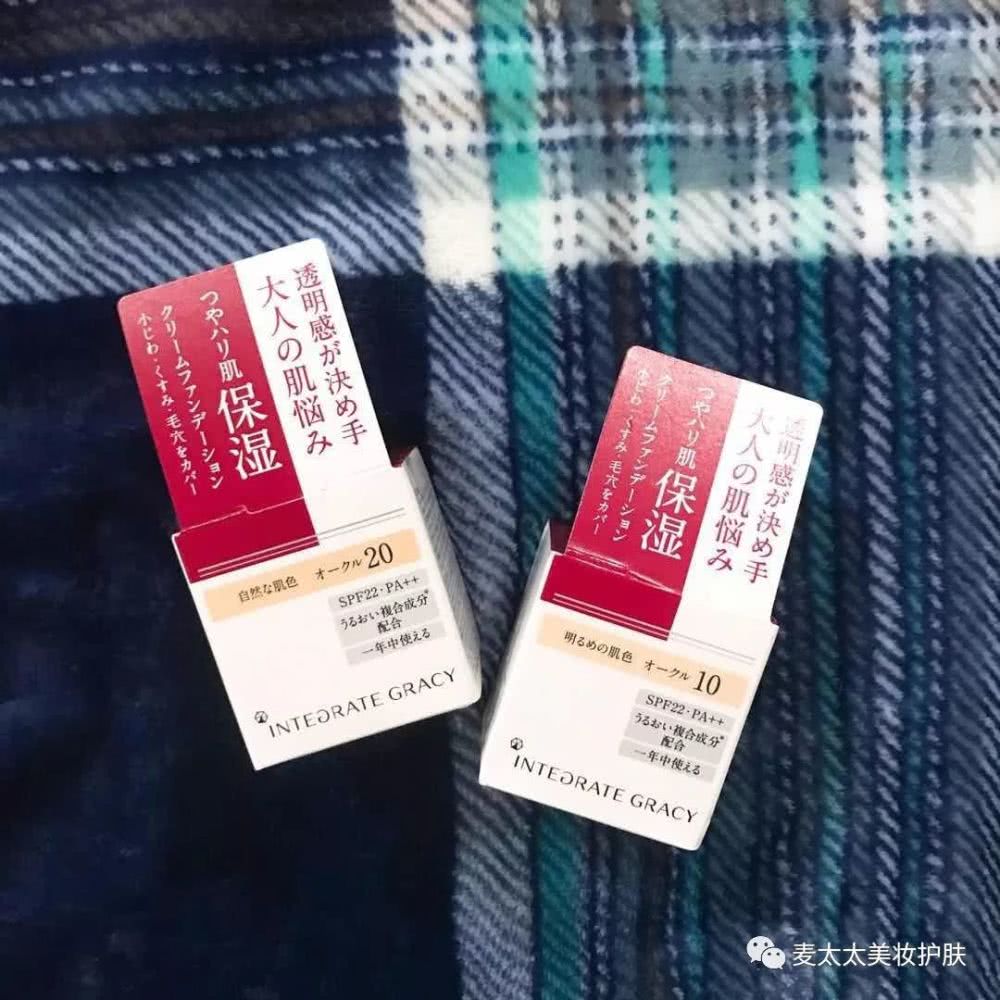 透明感が決め手
大人の肌悩み
つやハリ肌 保湿
クリームファンデーション
小じわ・くすみ・毛穴をカバー
自然な肌色 オークル20
SPF22・PA++
うるおい複合成分*
配合
一年中使える
INTEGRATE GRACY
透明感が決め手
大人の肌悩み
つやハリ肌 保湿
クリームファンデーション
小じわ・くすみ・毛穴をカバー
明るめの肌色 オークル10
SPF22・PA++
うるおい複合成分*
配合
一年中使える
INTEGRATE GRACY
麦太太美妆护肤